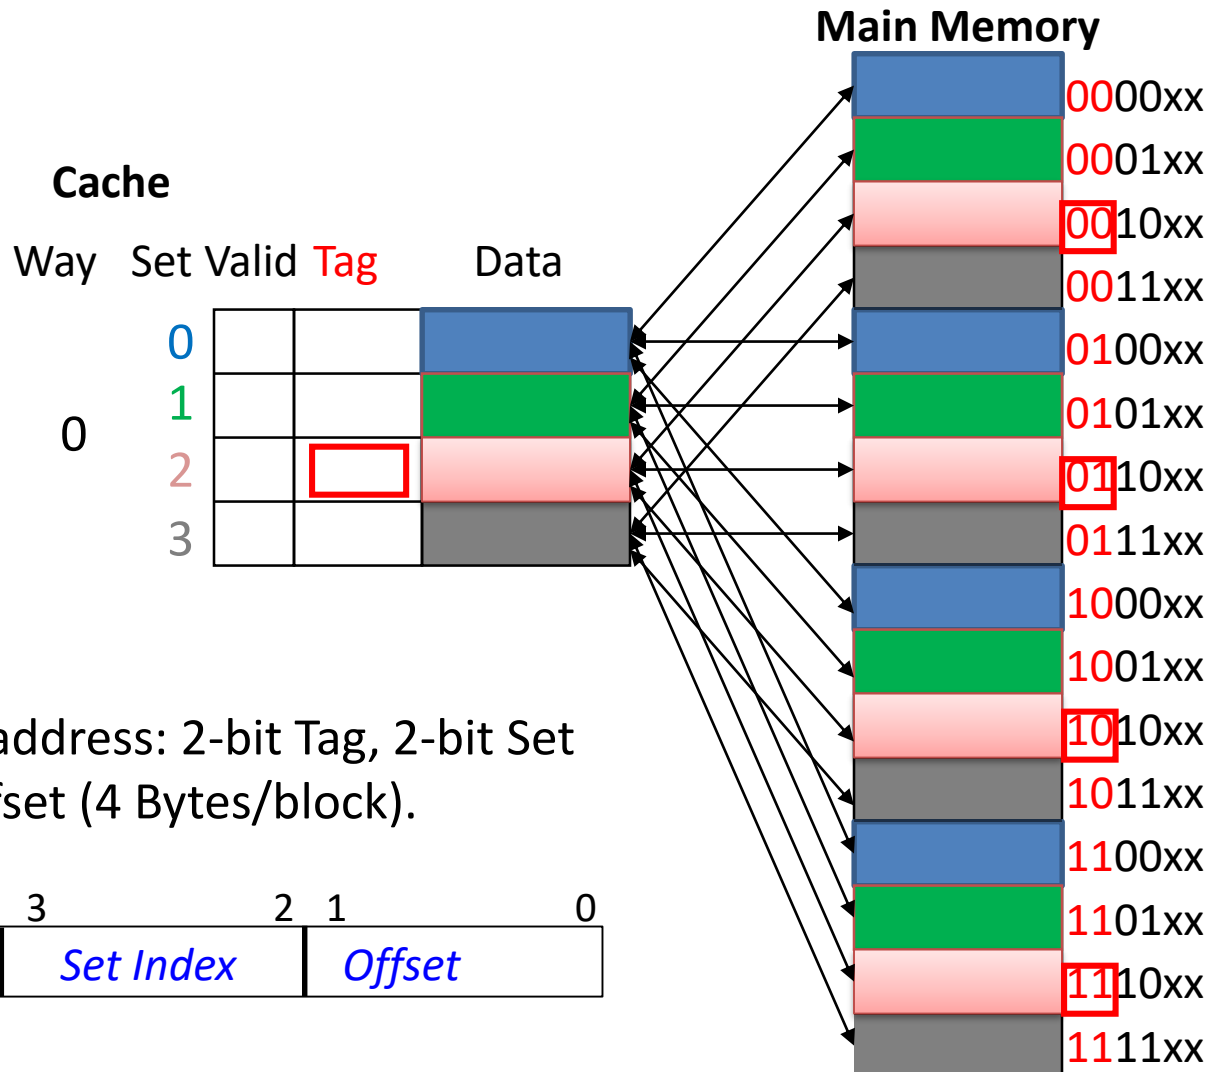 Main Memory
Cache
Way Set Valid Tag Data
0
1
2
3
0
0000xx
0001xx
0010xx
0011xx
0100xx
0101xx
0110xx
0111xx
1000xx
1001xx
1010xx
1011xx
1100xx
1101xx
1110xx
1111xx
address: 2-bit Tag, 2-bit Set
fset (4 Bytes/block).
3 2 1 0
Set Index Offset